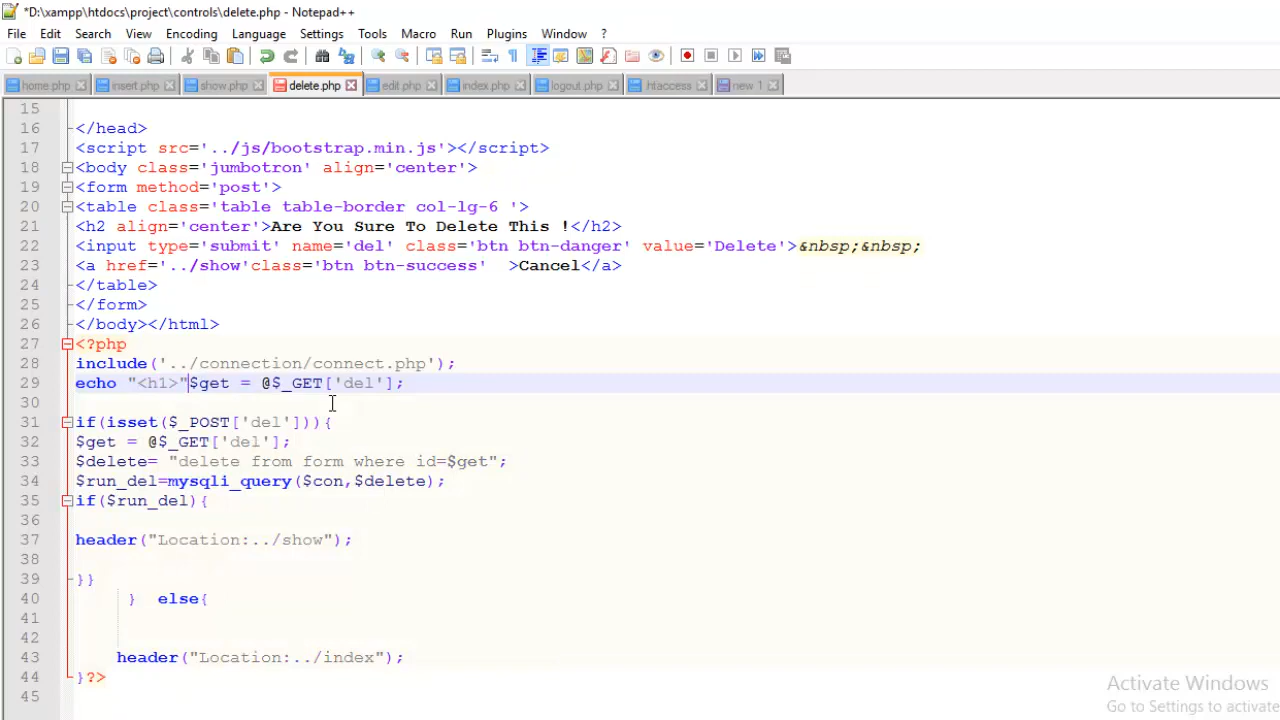 *D:\xampp\htdocs\project\controls\delete.php - Notepad++
File Edit Search View Encoding Language Settings Tools Macro Run Plugins Window ?
home.php insert.php show.php delete.php edit.php index.php logout.php htaccess new 1
15
16 </head>
17 <script src='../js/bootstrap.min.js'></script>
18 <body class='jumbotron' align='center'>
19 <form method='post'>
20 <table class='table table-border col-lg-6 '>
21 <h2 align='center'>Are You Sure To Delete This !</h2>
22 <input type='submit' name='del' class='btn btn-danger' value='Delete'>&nbsp;&nbsp;
23 <a href='../show'class='btn btn-success'  >Cancel</a>
24 </table>
25 </form>
26 </body></html>
27 <?php
28 include('../connection/connect.php');
29 echo "<h1>"$get = @$_GET['del'];
30
31 if(isset($_POST['del'])){
32 $get = @$_GET['del'];
33 $delete= "delete from form where id=$get";
34 $run_del=mysqli_query($con,$delete);
35 if($run_del){
36
37 header("Location:../show");
38
39 }}
40 }  else{
41
42
43 header("Location:../index");
44 }?>
45
Activate Windows
Go to Settings to activate